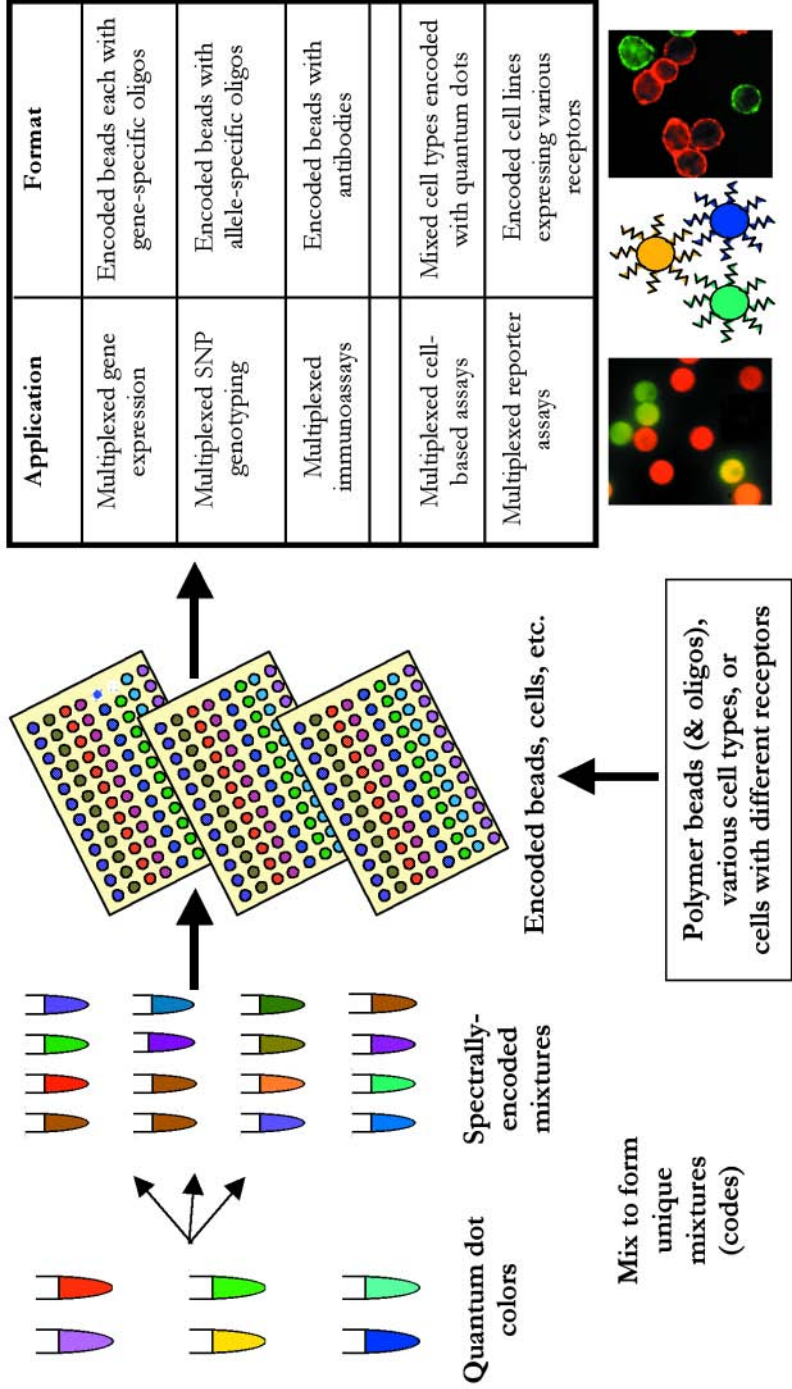 Quantum dot
colors
Mix to form
unique
mixtures
(codes)
Spectrally-
encoded
mixtures
Encoded beads, cells, etc.
Polymer beads (& oligos),
various cell types, or
cells with different receptors
Application
Format
Multiplexed gene
expression
Encoded beads each with
gene-specific oligos
Multiplexed SNP
genotyping
Encoded beads with
allele-specific oligos
Multiplexed
immunoassays
Encoded beads with
antibodies
Multiplexed cell-
based assays
Mixed cell types encoded
with quantum dots
Multiplexed reporter
assays
Encoded cell lines
expressing various
receptors